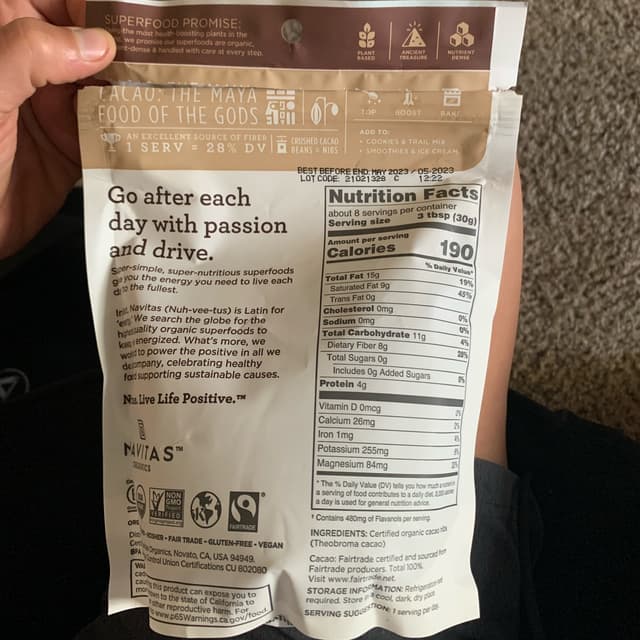 SUPERFOOD PROMISE:
the most health-boosting plants in the
we promise our superfoods are organic,
dense & handled with care at every step.
PLANT BASED
ANCIENT TREASURE
NUTRIENT DENSE
CACAO: THE MAYA
FOOD OF THE GODS
AN EXCELLENT SOURCE OF FIBER
1 SERV = 28% DV
CRUSHED CACAO
BEANS = NIBS
TOP BOOST BAKE
ADD TO:
• COOKIES & TRAIL MIX
• SMOOTHIES & ICE CREAM
BEST BEFORE END: MAY 2023 / 05-2023
LOT CODE: 21021328 C 12:22
Go after each
day with passion
and drive.
Super-simple, super-nutritious superfoods
you the energy you need to live each
to the fullest.
Navitas (Nuh-vee-tus) is Latin for
We search the globe for the
quality organic superfoods to
energized. What's more, we
to power the positive in all we
company, celebrating healthy
supporting sustainable causes.
Live Life Positive.™
NAVITAS™
ORGANICS
NON
GMO
VERIFIED
FAIRTRADE
KOSHER • FAIR TRADE • GLUTEN-FREE • VEGAN
Organics, Novato, CA, USA 94949
Control Union Certifications CU 802080
this product can expose you to
to the State of California to
other reproductive harm. For
www.p65Warnings.ca.gov/food.
Nutrition Facts
about 8 servings per container
Serving size 3 tbsp (30g)
Amount per serving
Calories 190
% Daily Value*
Total Fat 15g 19%
Saturated Fat 9g 45%
Trans Fat 0g
Cholesterol 0mg 0%
Sodium 0mg 0%
Total Carbohydrate 11g 4%
Dietary Fiber 8g 28%
Total Sugars 0g
Includes 0g Added Sugars 0%
Protein 4g
Vitamin D 0mcg 0%
Calcium 26mg 2%
Iron 1mg
Potassium 255mg
Magnesium 84mg
* The % Daily Value (DV) tells you how much a
a serving of food contributes to a daily diet.
a day is used for general nutrition advice.
† Contains 480mg of Flavanols per serving.
INGREDIENTS: Certified organic cacao nibs
(Theobroma cacao)
Cacao: Fairtrade certified and sourced from
Fairtrade producers. Total 100%.
Visit www.fairtrade.net.
STORAGE INFORMATION: Refrigeration not
required. Store in cool, dark, dry place.
SERVING SUGGESTION: 1 serving per day.